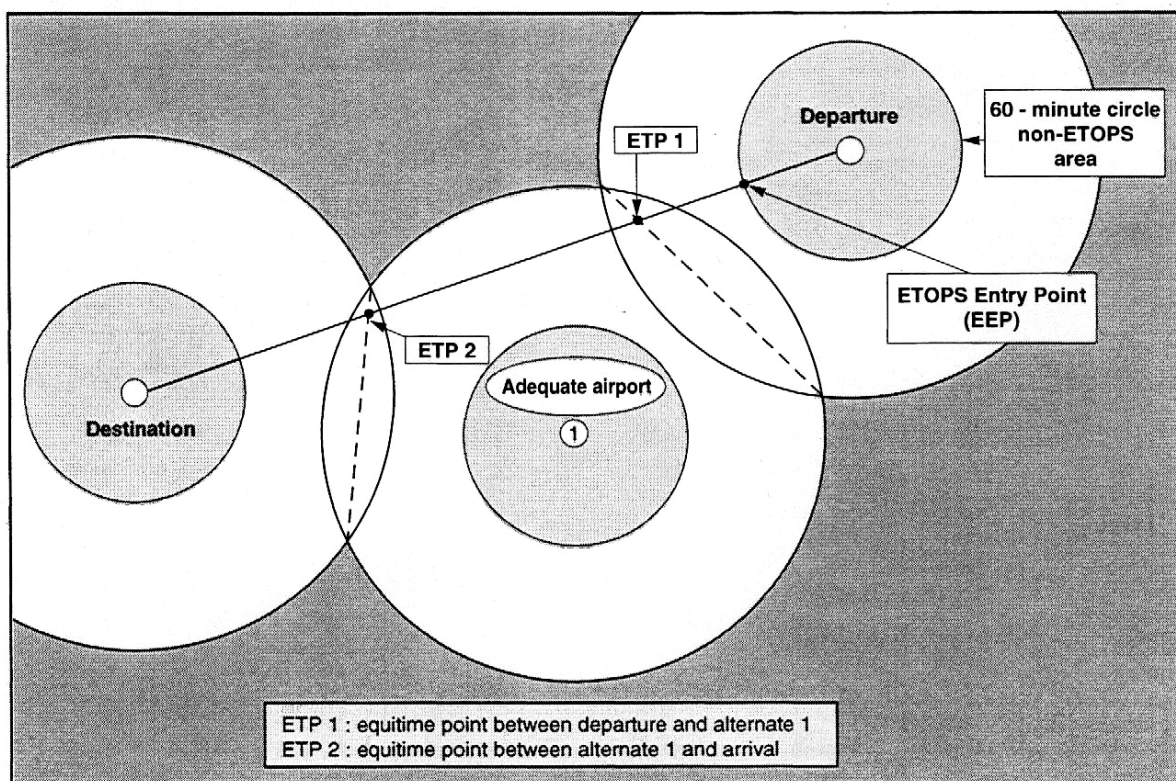 Departure
60 - minute circle
non-ETOPS
area
ETP 1
ETOPS Entry Point
(EEP)
ETP 2
Adequate airport
1
Destination
ETP 1 : equitime point between departure and alternate 1
ETP 2 : equitime point between alternate 1 and arrival